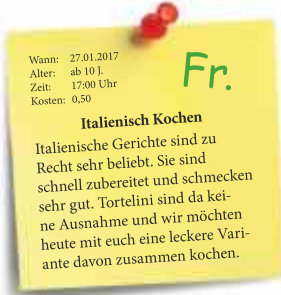 Wann: 27.01.2017
Alter: ab 10 J.
Zeit: 17:00 Uhr
Kosten: 0,50
Fr.
Italienisch Kochen
Italienische Gerichte sind zu
Recht sehr beliebt. Sie sind
schnell zubereitet und schmecken
sehr gut. Tortelini sind da kei-
ne Ausnahme und wir möchten
heute mit euch eine leckere Vari-
ante davon zusammen kochen.